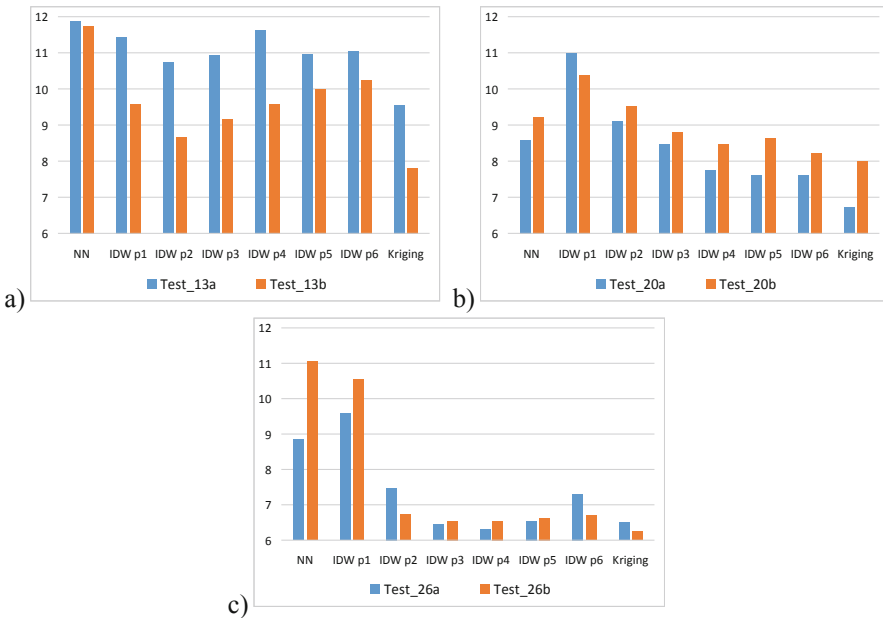 12
11
10
9
8
7
6
NN IDW p1 IDW p2 IDW p3 IDW p4 IDW p5 IDW p6 Kriging
Test_13a Test_13b
a)
12
11
10
9
8
7
6
NN IDW p1 IDW p2 IDW p3 IDW p4 IDW p5 IDW p6 Kriging
Test_20a Test_20b
b)
12
11
10
9
8
7
6
NN IDW p1 IDW p2 IDW p3 IDW p4 IDW p5 IDW p6 Kriging
Test_26a Test_26b
c)